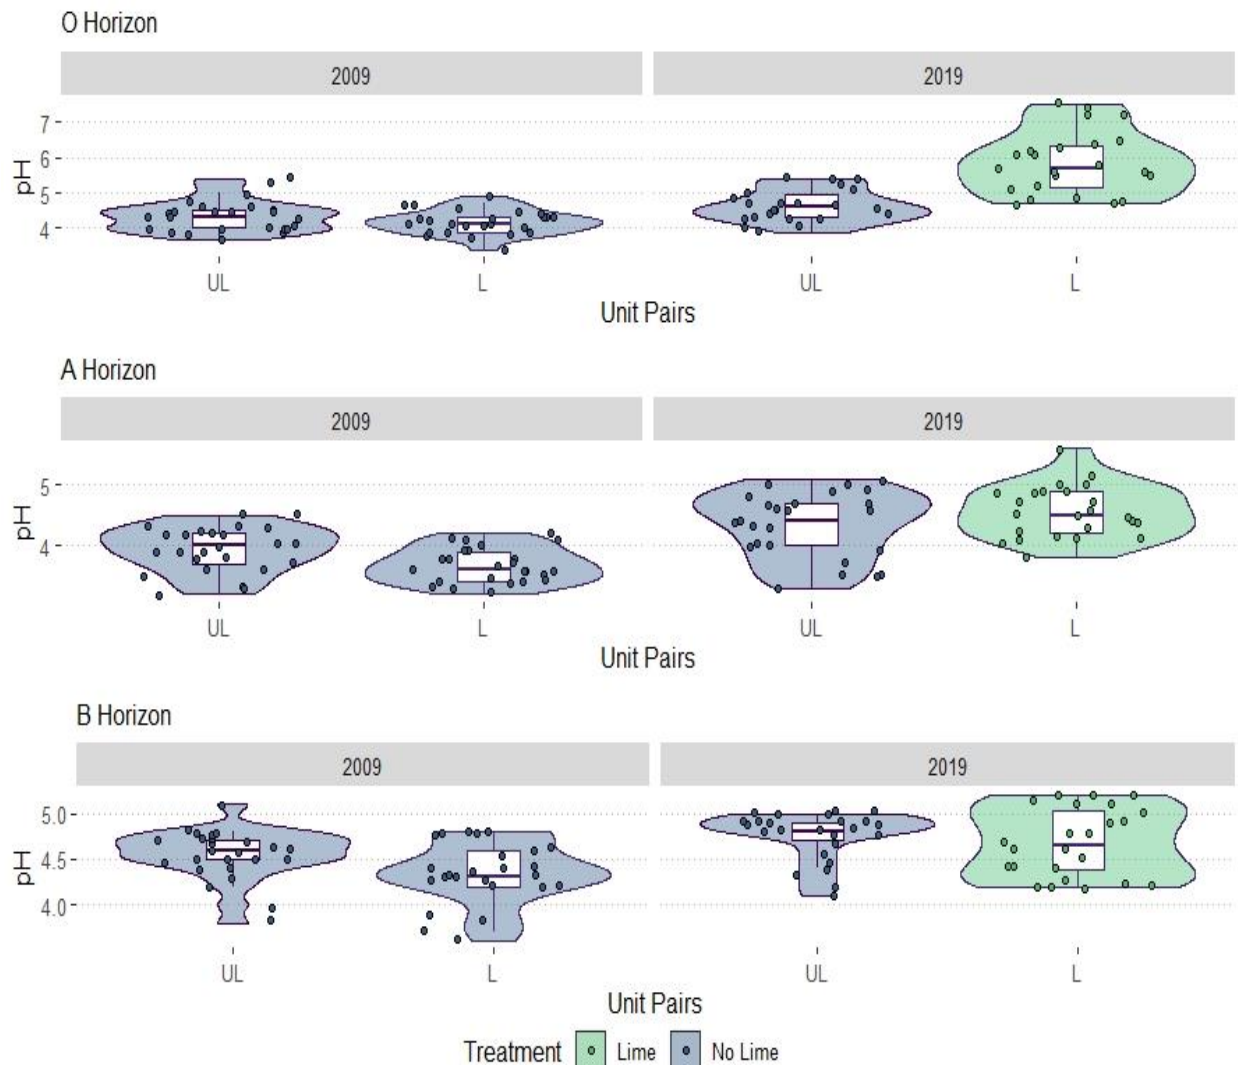 O Horizon
2009 2019
7
6
5
4
pH
UL L UL L
Unit Pairs
A Horizon
2009 2019
5
4
pH
UL L UL L
Unit Pairs
B Horizon
2009 2019
5.0
4.5
4.0
pH
UL L UL L
Unit Pairs
Treatment Lime No Lime